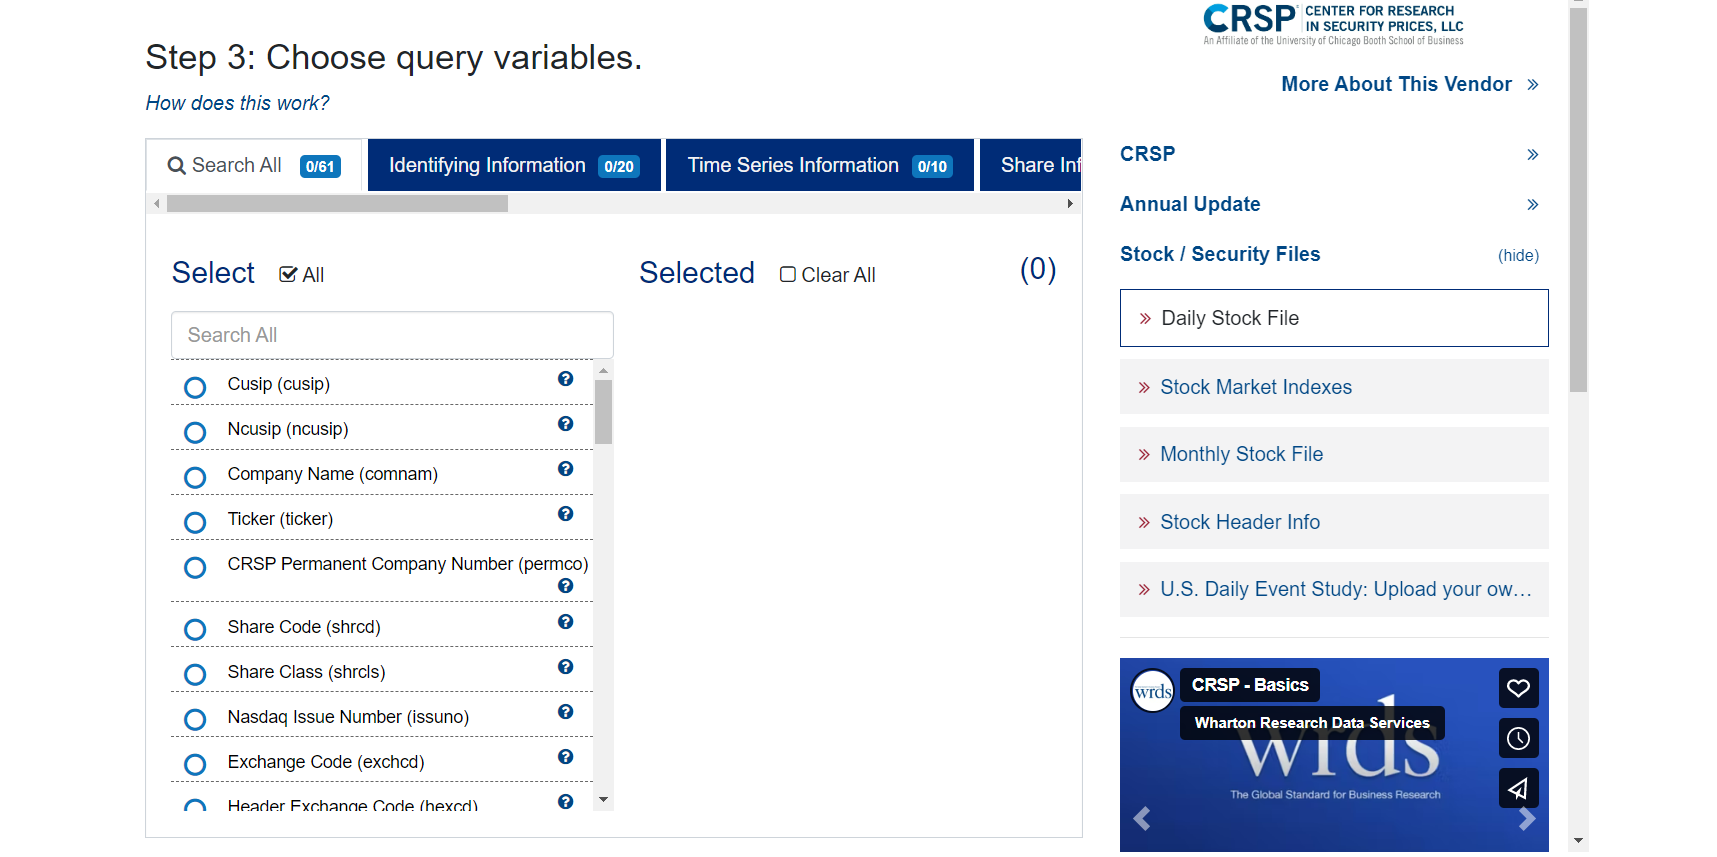 CRSP CENTER FOR RESEARCH
IN SECURITY PRICES, LLC
An Affiliate of the University of Chicago Booth School of Business
More About This Vendor »
Step 3: Choose query variables.
How does this work?
Search All 0/61
Identifying Information 0/20
Time Series Information 0/10
Share Inf
Select All
Selected Clear All (0)
Search All
Cusip (cusip)
Ncusip (ncusip)
Company Name (comnam)
Ticker (ticker)
CRSP Permanent Company Number (permco)
Share Code (shrcd)
Share Class (shrcls)
Nasdaq Issue Number (issuno)
Exchange Code (exchcd)
Header Exchange Code (hexcd)
CRSP »
Annual Update »
Stock / Security Files (hide)
» Daily Stock File
» Stock Market Indexes
» Monthly Stock File
» Stock Header Info
» U.S. Daily Event Study: Upload your ow...
wrds
CRSP - Basics
Wharton Research Data Services
wrds
The Global Standard for Business Research